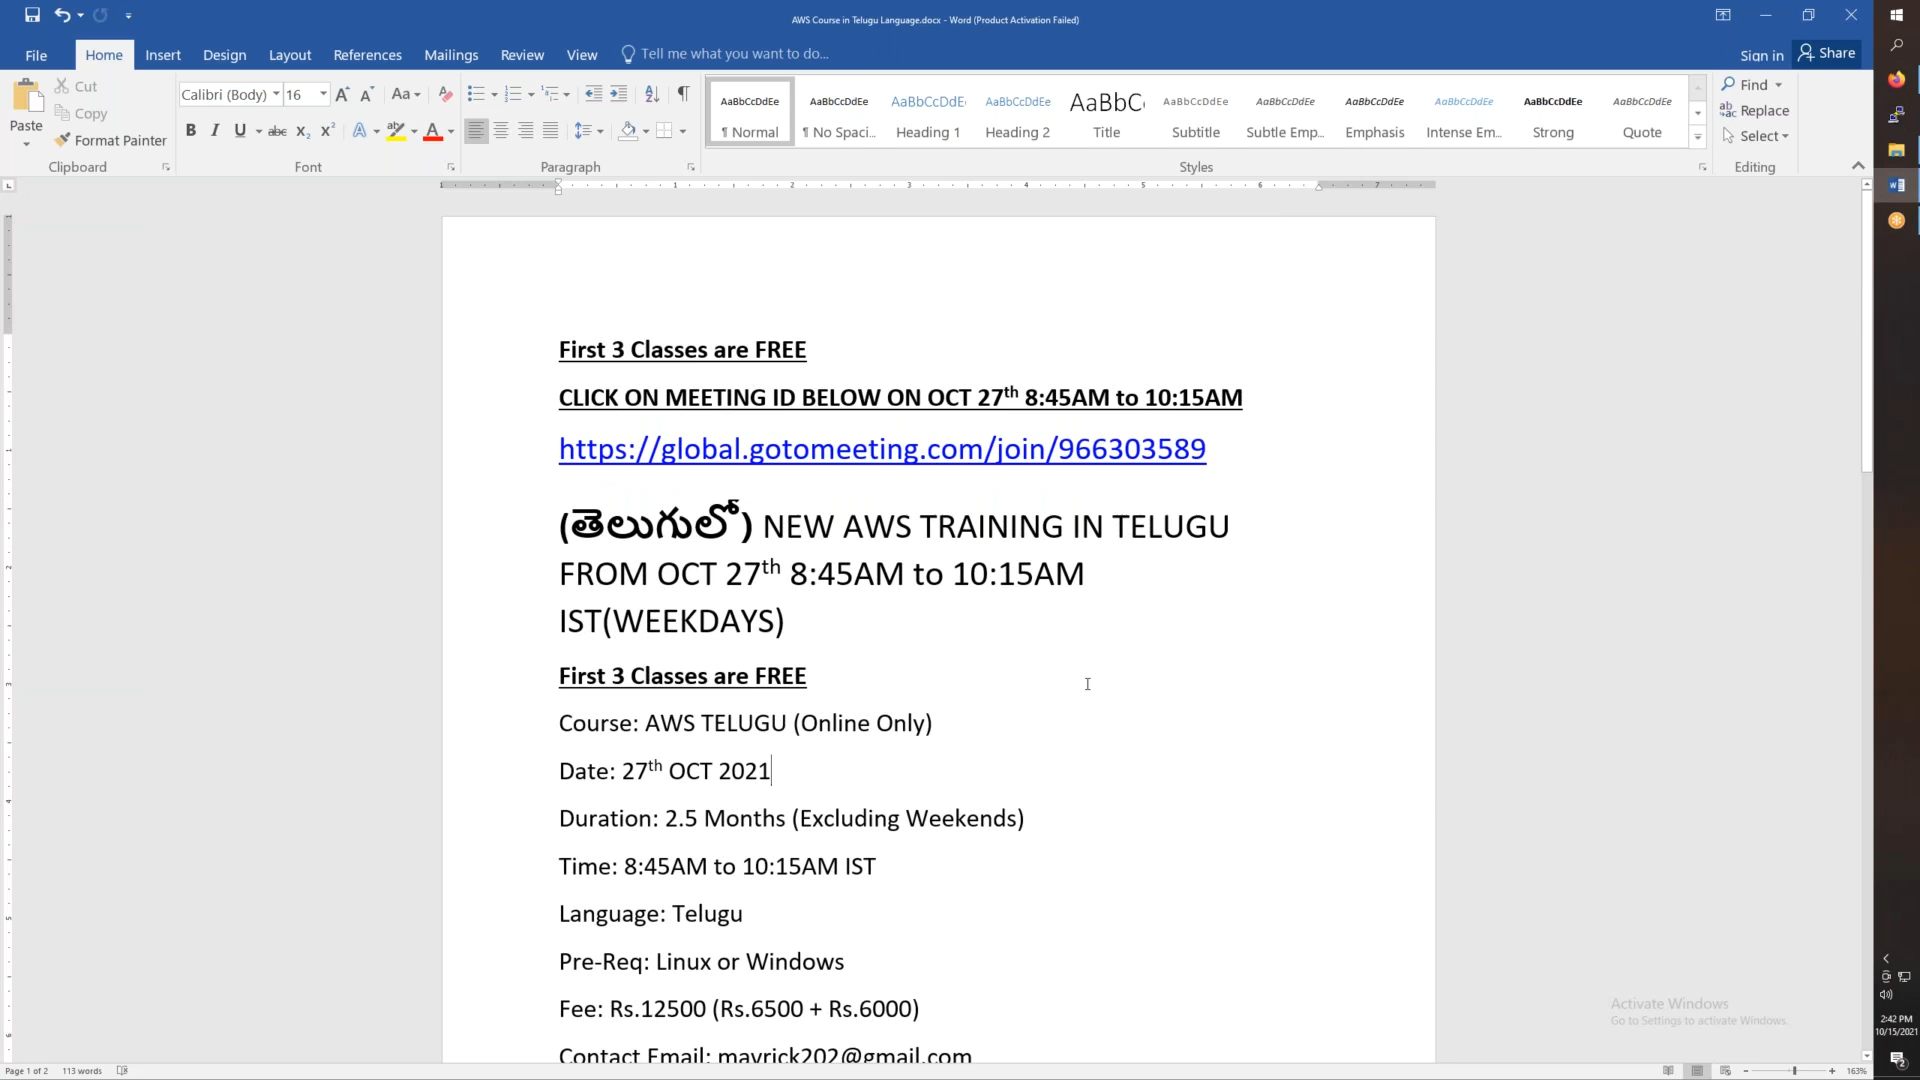 AWS Course in Telugu Language.docx - Word (Product Activation Failed)
File Home Insert Design Layout References Mailings Review View Tell me what you want to do... Sign in Share
Paste Cut Copy Format Painter
Calibri (Body) 16
AaBbCcDdEe AaBbCcDdEe AaBbCcDdE AaBbCcDdEe AaBbC AaBbCcDdEe AaBbCcDdEe AaBbCcDdEe AaBbCcDdEe AaBbCcDdEe AaBbCcDdEe
¶ Normal ¶ No Spaci... Heading 1 Heading 2 Title Subtitle Subtle Emp... Emphasis Intense Em... Strong Quote
Find
Replace
Select
Clipboard Font Paragraph Styles Editing
First 3 Classes are FREE
CLICK ON MEETING ID BELOW ON OCT 27th 8:45AM to 10:15AM
https://global.gotomeeting.com/join/966303589
(తెలుగులో) NEW AWS TRAINING IN TELUGU
FROM OCT 27th 8:45AM to 10:15AM
IST(WEEKDAYS)
First 3 Classes are FREE
Course: AWS TELUGU (Online Only)
Date: 27th OCT 2021
Duration: 2.5 Months (Excluding Weekends)
Time: 8:45AM to 10:15AM IST
Language: Telugu
Pre-Req: Linux or Windows
Fee: Rs.12500 (Rs.6500 + Rs.6000)
Contact Email: mavrick202@gmail.com
Activate Windows
Go to Settings to activate Windows.
2:42 PM
10/15/2021
Page 1 of 2 113 words 163%